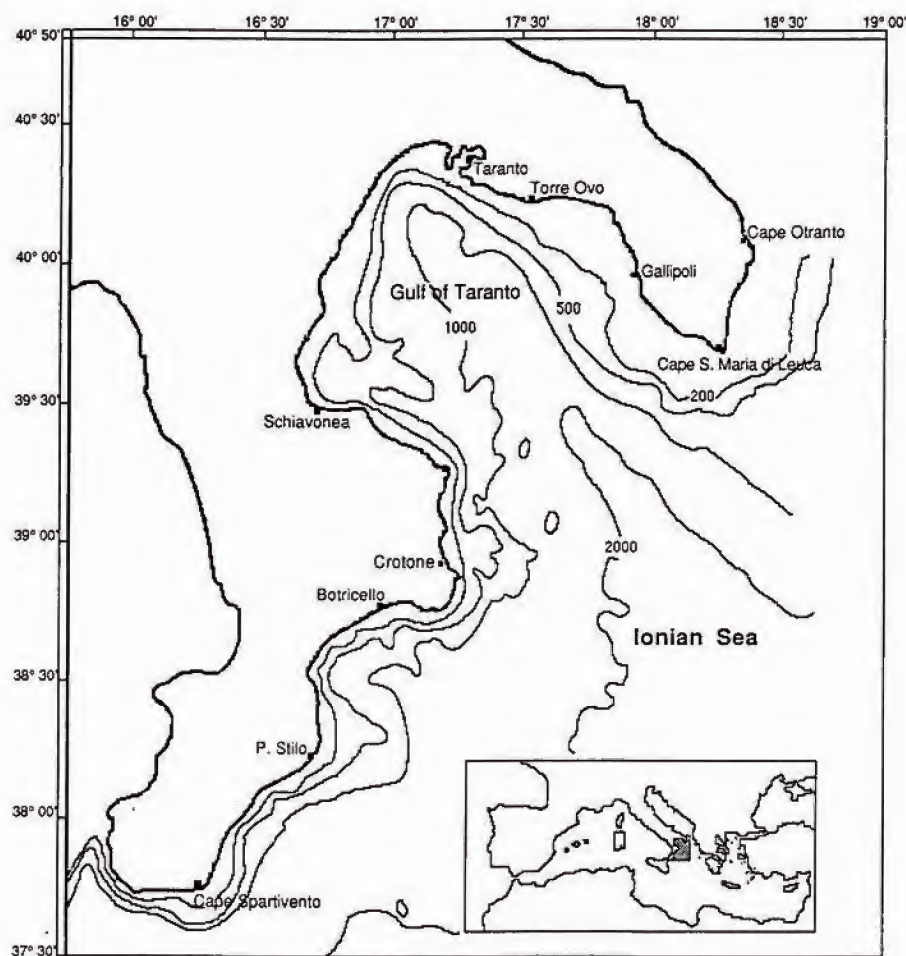 16° 00' 16° 30' 17° 00' 17° 30' 18° 00' 18° 30' 19° 00'
40° 50'
40° 30'
Taranto
Torre Ovo
Cape Otranto
40° 00'
Gallipoli
Gulf of Taranto
500
1000
Cape S. Maria di Leuca
200
39° 30'
Schiavonea
39° 00'
2000
Crotone
Botricello
Ionian Sea
38° 30'
P. Stilo
38° 00'
Cape Spartivento
37° 30'